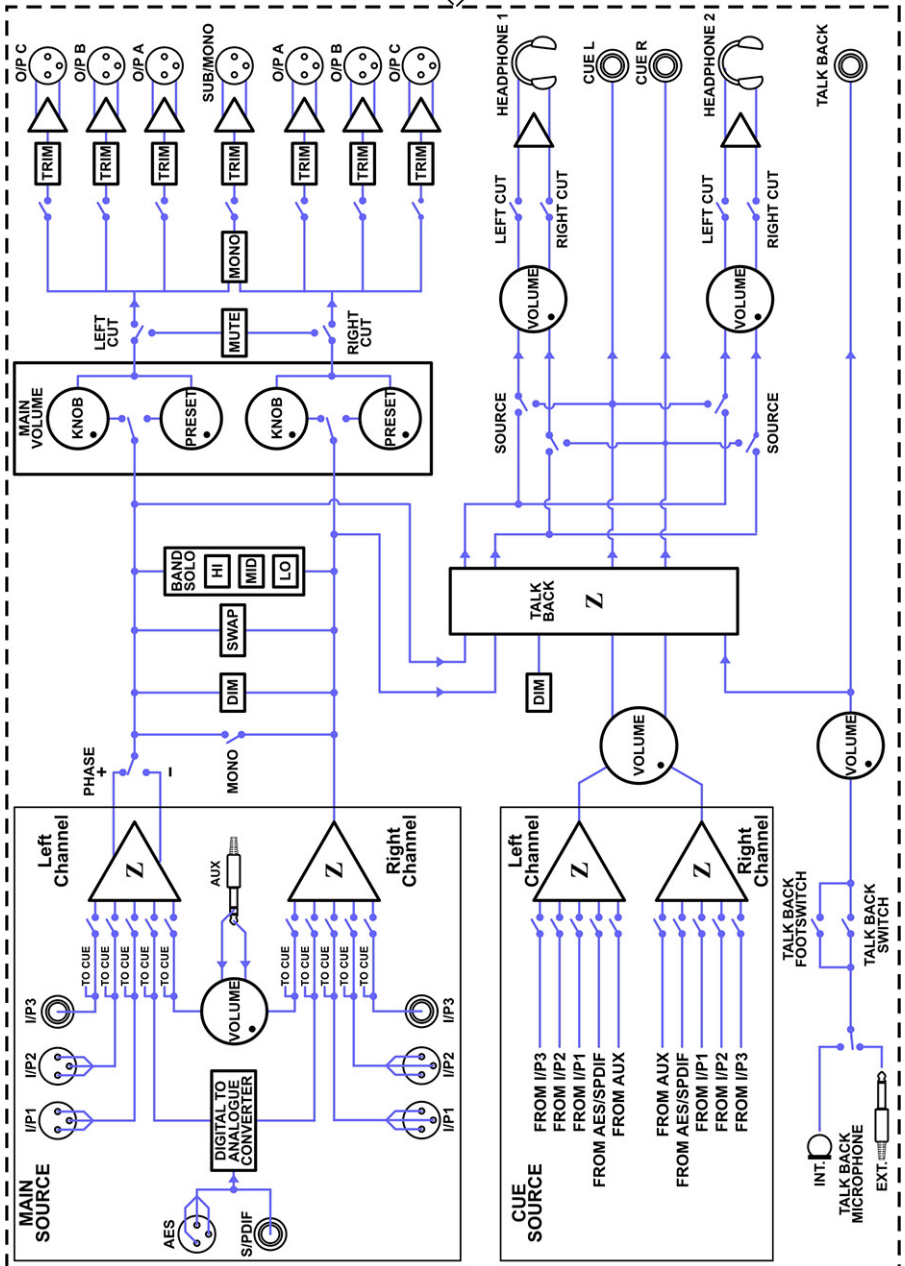 O/P C
O/P B
O/P A
SUB/MONO
O/P A
O/P B
O/P C
TRIM
TRIM
TRIM
TRIM
TRIM
TRIM
TRIM
MONO
LEFT
CUT
MUTE
RIGHT
CUT
MAIN
VOLUME
KNOB
PRESET
KNOB
PRESET
BAND
SOLO
HI
MID
LO
SWAP
DIM
MONO
PHASE
+
−
MAIN
SOURCE
Left
Channel
Z
Right
Channel
Z
AUX
VOLUME
TO CUE
TO CUE
TO CUE
TO CUE
TO CUE
TO CUE
TO CUE
TO CUE
TO CUE
TO CUE
I/P3
I/P2
I/P1
I/P3
I/P2
I/P1
DIGITAL TO
ANALOGUE
CONVERTER
AES
S/PDIF
HEADPHONE 1
CUE L
CUE R
HEADPHONE 2
TALK BACK
LEFT CUT
RIGHT CUT
LEFT CUT
RIGHT CUT
VOLUME
VOLUME
SOURCE
SOURCE
TALK
BACK
Z
DIM
VOLUME
VOLUME
CUE
SOURCE
Left
Channel
Z
Right
Channel
Z
FROM I/P3
FROM I/P2
FROM I/P1
FROM AES/SPDIF
FROM AUX
FROM AUX
FROM AES/SPDIF
FROM I/P1
FROM I/P2
FROM I/P3
TALK BACK
FOOTSWITCH
TALK BACK
SWITCH
INT.
TALK BACK
MICROPHONE
EXT.